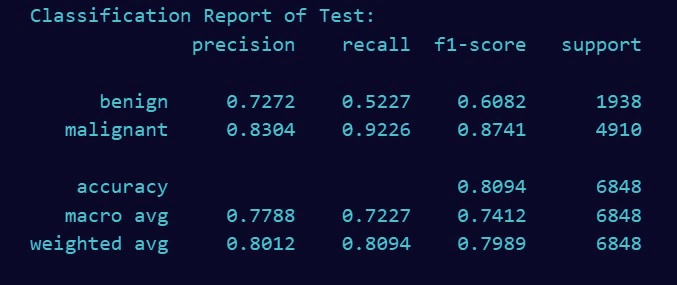 Classification Report of Test:
precision recall f1-score support
benign 0.7272 0.5227 0.6082 1938
malignant 0.8304 0.9226 0.8741 4910
accuracy 0.8094 6848
macro avg 0.7788 0.7227 0.7412 6848
weighted avg 0.8012 0.8094 0.7989 6848